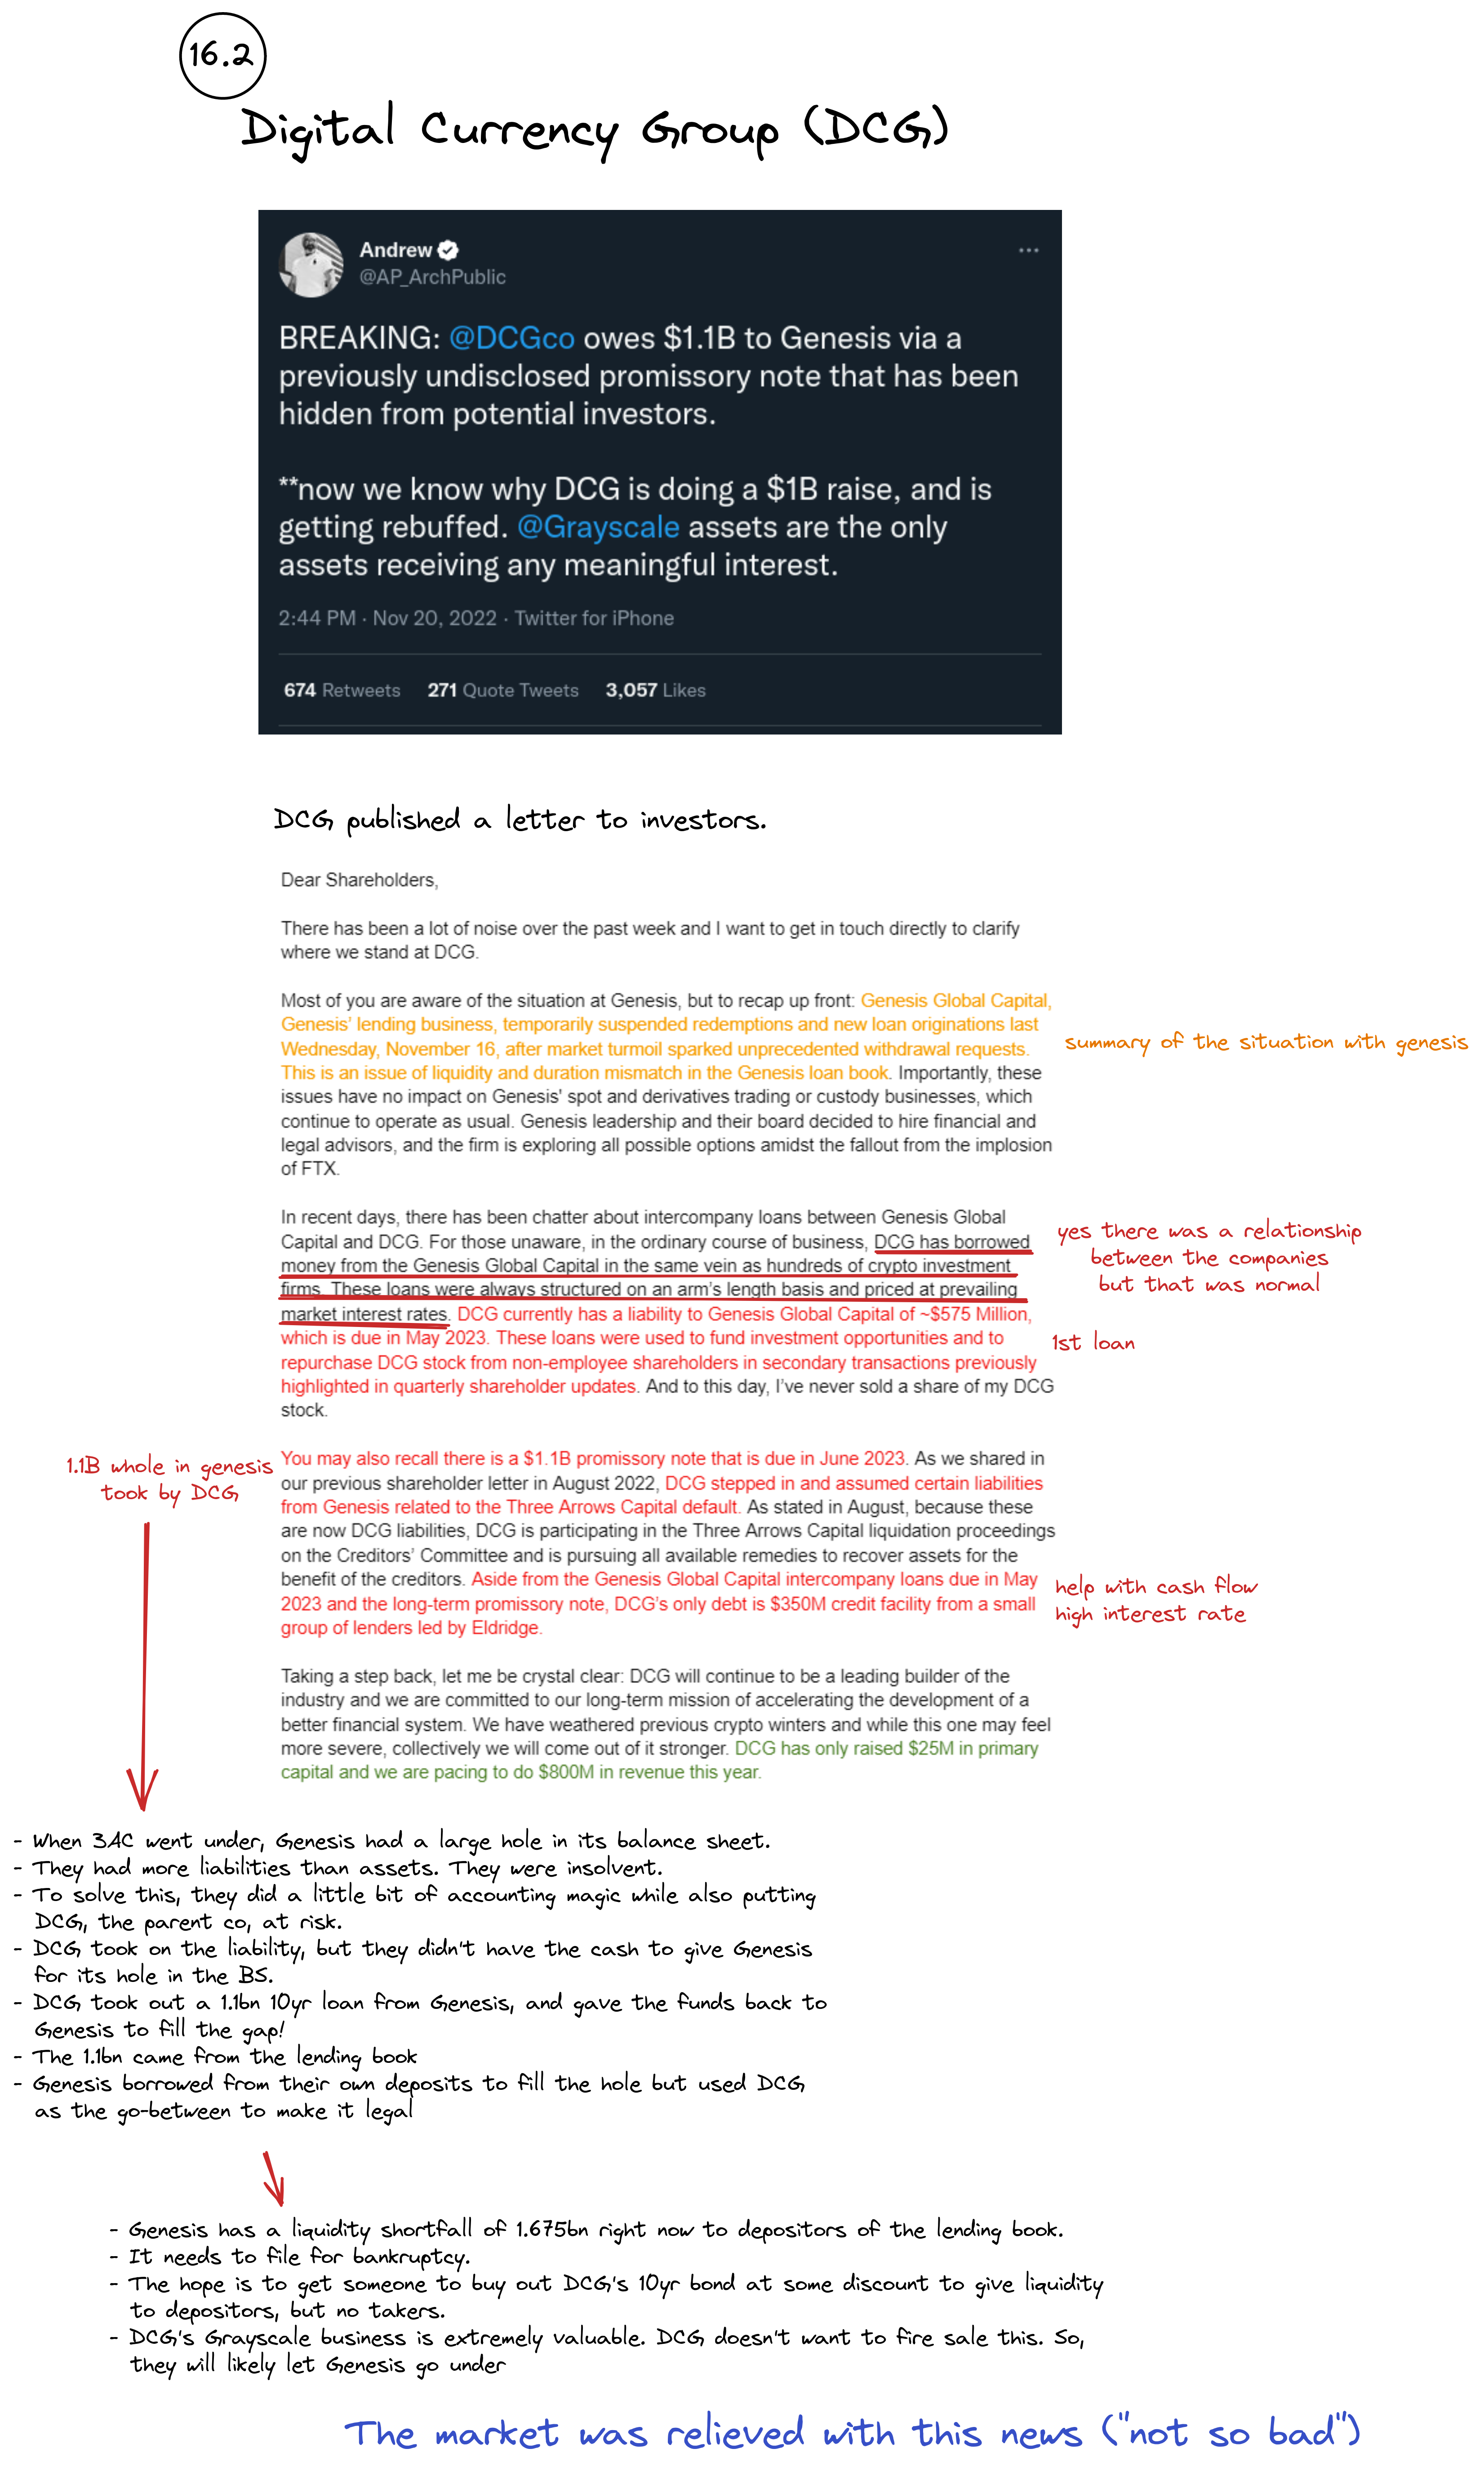 16.2
Digital Currency Group (DCG)
Andrew
@AP_ArchPublic
BREAKING: @DCGco owes $1.1B to Genesis via a
previously undisclosed promissory note that has been
hidden from potential investors.
**now we know why DCG is doing a $1B raise, and is
getting rebuffed. @Grayscale assets are the only
assets receiving any meaningful interest.
2:44 PM · Nov 20, 2022 · Twitter for iPhone
674 Retweets 271 Quote Tweets 3,057 Likes
DCG published a letter to investors.
Dear Shareholders,
There has been a lot of noise over the past week and I want to get in touch directly to clarify
where we stand at DCG.
Most of you are aware of the situation at Genesis, but to recap up front: Genesis Global Capital,
Genesis' lending business, temporarily suspended redemptions and new loan originations last
Wednesday, November 16, after market turmoil sparked unprecedented withdrawal requests.
This is an issue of liquidity and duration mismatch in the Genesis loan book. Importantly, these
issues have no impact on Genesis' spot and derivatives trading or custody businesses, which
continue to operate as usual. Genesis leadership and their board decided to hire financial and
legal advisors, and the firm is exploring all possible options amidst the fallout from the implosion
of FTX.
summary of the situation with genesis
In recent days, there has been chatter about intercompany loans between Genesis Global
Capital and DCG. For those unaware, in the ordinary course of business, DCG has borrowed
money from the Genesis Global Capital in the same vein as hundreds of crypto investment
firms. These loans were always structured on an arm's length basis and priced at prevailing
market interest rates. DCG currently has a liability to Genesis Global Capital of ~$575 Million,
which is due in May 2023. These loans were used to fund investment opportunities and to
repurchase DCG stock from non-employee shareholders in secondary transactions previously
highlighted in quarterly shareholder updates. And to this day, I've never sold a share of my DCG
stock.
yes there was a relationship
between the companies
but that was normal
1st loan
1.1B whole in genesis
took by DCG
You may also recall there is a $1.1B promissory note that is due in June 2023. As we shared in
our previous shareholder letter in August 2022, DCG stepped in and assumed certain liabilities
from Genesis related to the Three Arrows Capital default. As stated in August, because these
are now DCG liabilities, DCG is participating in the Three Arrows Capital liquidation proceedings
on the Creditors' Committee and is pursuing all available remedies to recover assets for the
benefit of the creditors. Aside from the Genesis Global Capital intercompany loans due in May
2023 and the long-term promissory note, DCG's only debt is $350M credit facility from a small
group of lenders led by Eldridge.
help with cash flow
high interest rate
Taking a step back, let me be crystal clear: DCG will continue to be a leading builder of the
industry and we are committed to our long-term mission of accelerating the development of a
better financial system. We have weathered previous crypto winters and while this one may feel
more severe, collectively we will come out of it stronger. DCG has only raised $25M in primary
capital and we are pacing to do $800M in revenue this year.
- When 3AC went under, Genesis had a large hole in its balance sheet.
- They had more liabilities than assets. They were insolvent.
- To solve this, they did a little bit of accounting magic while also putting
DCG, the parent co, at risk.
- DCG took on the liability, but they didn't have the cash to give Genesis
for its hole in the BS.
- DCG took out a 1.1bn 10yr loan from Genesis, and gave the funds back to
Genesis to fill the gap!
- The 1.1bn came from the lending book
- Genesis borrowed from their own deposits to fill the hole but used DCG
as the go-between to make it legal
- Genesis has a liquidity shortfall of 1.675bn right now to depositors of the lending book.
- It needs to file for bankruptcy.
- The hope is to get someone to buy out DCG's 10yr bond at some discount to give liquidity
to depositors, but no takers.
- DCG's Grayscale business is extremely valuable. DCG doesn't want to fire sale this. So,
they will likely let Genesis go under
The market was relieved with this news ("not so bad")